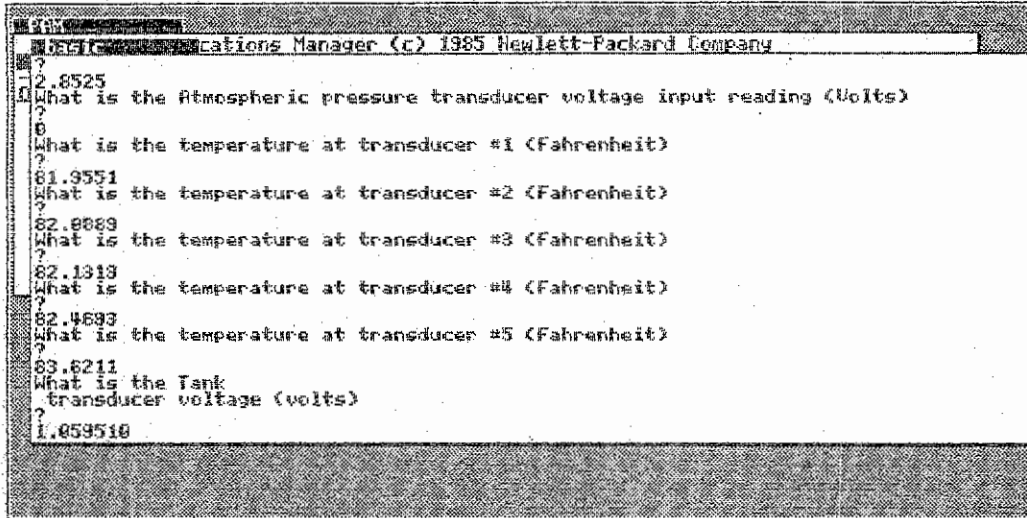 PAM
cations Manager (c) 1985 Hewlett-Packard Company
?
2.8525
What is the Atmospheric pressure transducer voltage input reading (Volts)
?
0
What is the temperature at transducer #1 (Fahrenheit)
?
81.9551
What is the temperature at transducer #2 (Fahrenheit)
?
82.0889
What is the temperature at transducer #3 (Fahrenheit)
?
82.1313
What is the temperature at transducer #4 (Fahrenheit)
?
82.4693
What is the temperature at transducer #5 (Fahrenheit)
?
83.6211
What is the Tank
transducer voltage (volts)
?
1.059510